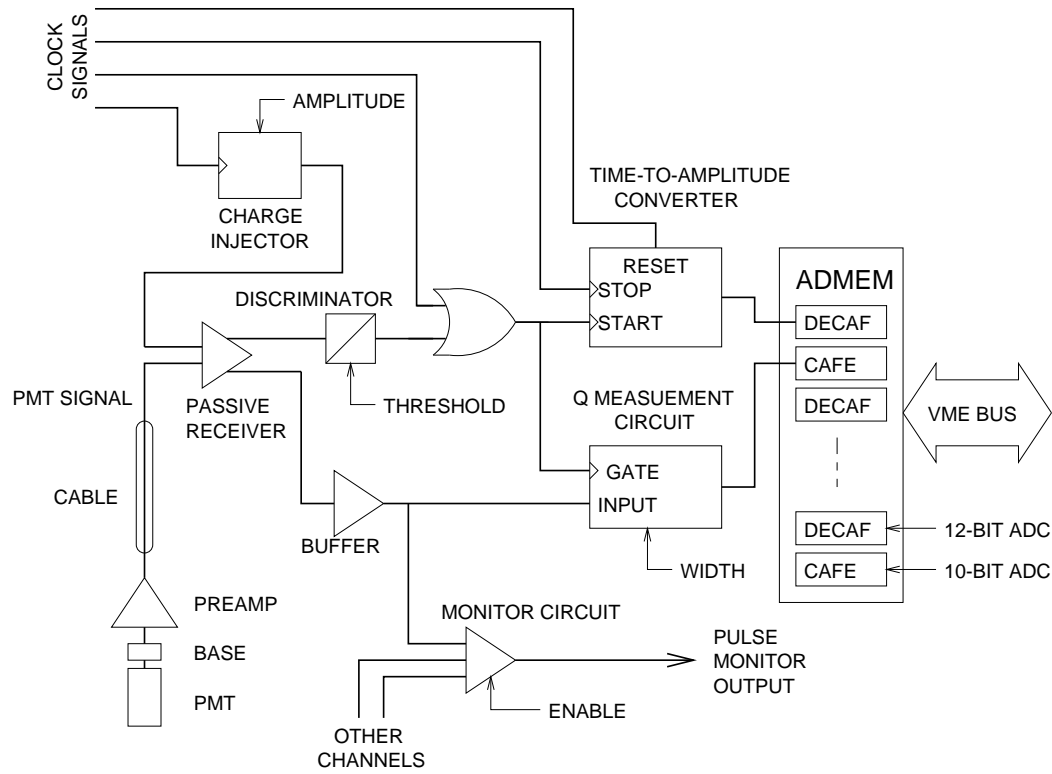 CLOCK
SIGNALS
AMPLITUDE
CHARGE
INJECTOR
TIME-TO-AMPLITUDE
CONVERTER
RESET
STOP
START
ADMEM
DECAF
CAFE
DECAF
DECAF
CAFE
VME BUS
12-BIT ADC
10-BIT ADC
DISCRIMINATOR
THRESHOLD
PMT SIGNAL
PASSIVE
RECEIVER
Q MEASUEMENT
CIRCUIT
GATE
INPUT
WIDTH
CABLE
BUFFER
PREAMP
BASE
PMT
MONITOR CIRCUIT
PULSE
MONITOR
OUTPUT
ENABLE
OTHER
CHANNELS